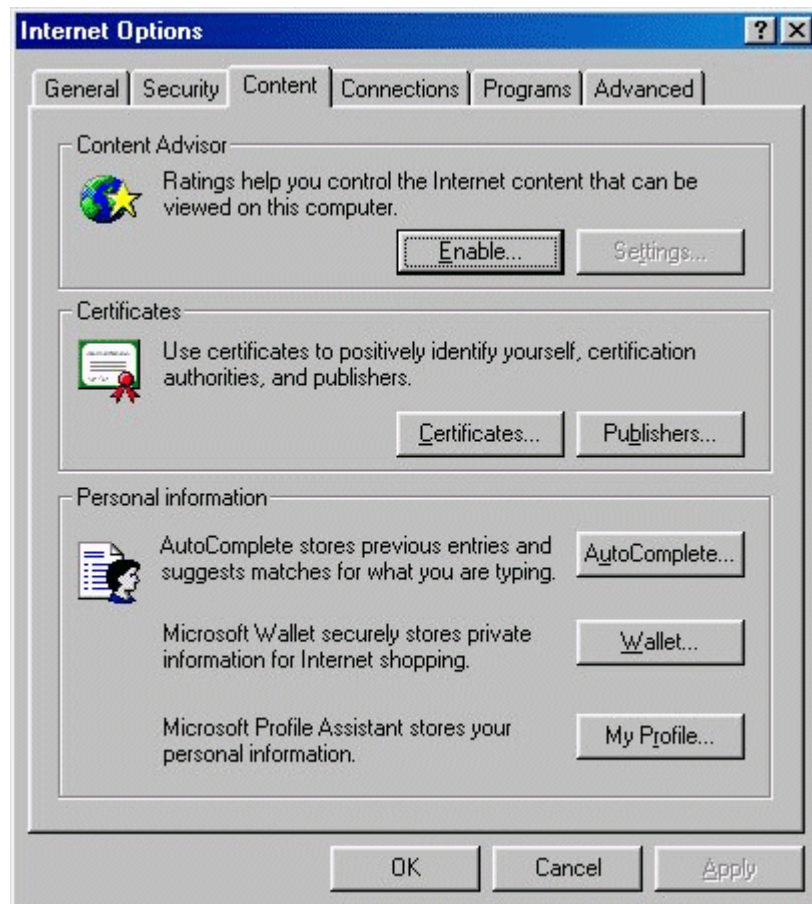 Internet Options
General Security Content Connections Programs Advanced
Content Advisor
Ratings help you control the Internet content that can be
viewed on this computer.
Enable... Settings...
Certificates
Use certificates to positively identify yourself, certification
authorities, and publishers.
Certificates... Publishers...
Personal information
AutoComplete stores previous entries and
suggests matches for what you are typing.
AutoComplete...
Microsoft Wallet securely stores private
information for Internet shopping.
Wallet...
Microsoft Profile Assistant stores your
personal information.
My Profile...
OK Cancel Apply